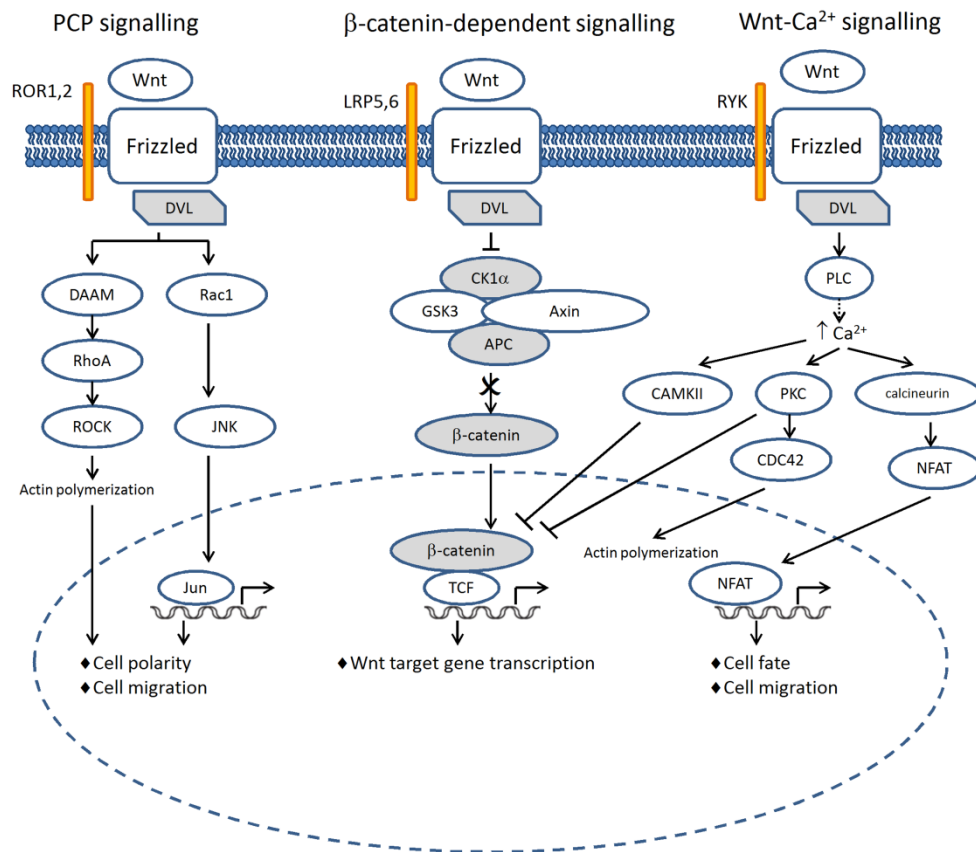 PCP signalling
β-catenin-dependent signalling
Wnt-Ca²⁺ signalling
ROR1,2
Wnt
Frizzled
DVL
DAAM
Rac1
RhoA
ROCK
JNK
Actin polymerization
Jun
♦Cell polarity
♦Cell migration
LRP5,6
Wnt
Frizzled
DVL
CK1α
GSK3
Axin
APC
β-catenin
β-catenin
TCF
♦Wnt target gene transcription
RYK
Wnt
Frizzled
DVL
PLC
↑ Ca²⁺
CAMKII
PKC
calcineurin
CDC42
NFAT
Actin polymerization
NFAT
♦Cell fate
♦Cell migration